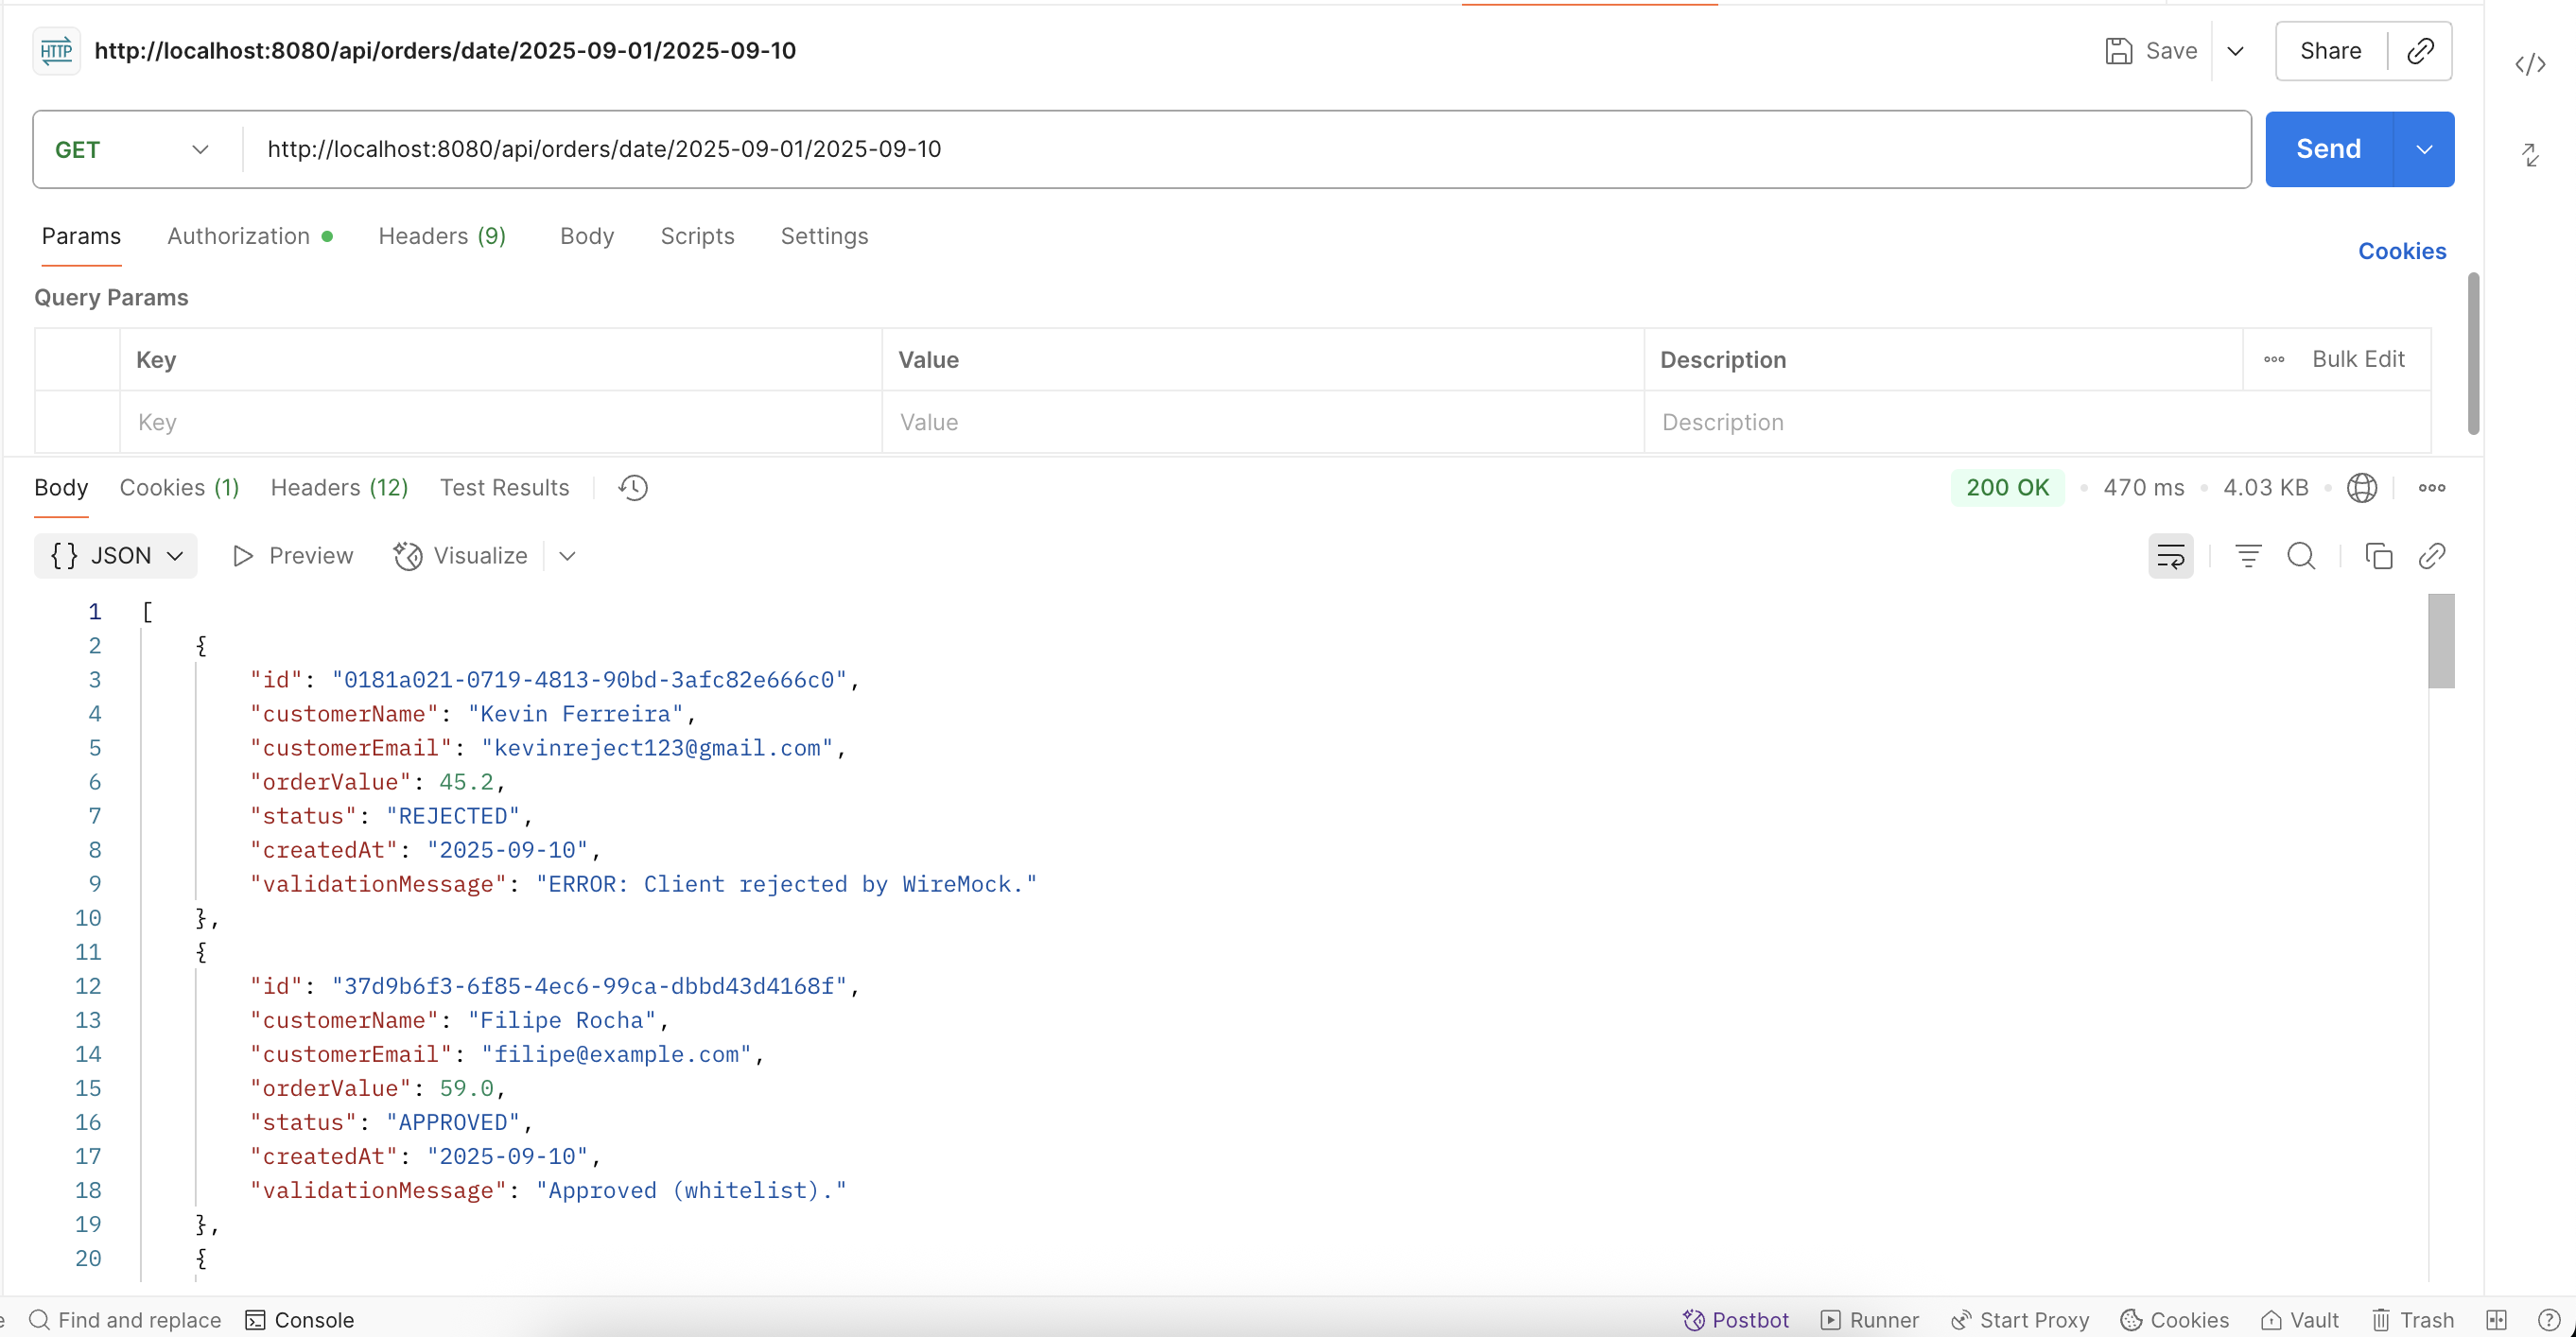 HTTP http://localhost:8080/api/orders/date/2025-09-01/2025-09-10 Save Share
GET http://localhost:8080/api/orders/date/2025-09-01/2025-09-10 Send
Params Authorization Headers (9) Body Scripts Settings Cookies
Query Params
Key Value Description Bulk Edit
Key Value Description
Body Cookies (1) Headers (12) Test Results 200 OK 470 ms 4.03 KB
{} JSON Preview Visualize
1 [
2 {
3 "id": "0181a021-0719-4813-90bd-3afc82e666c0",
4 "customerName": "Kevin Ferreira",
5 "customerEmail": "kevinreject123@gmail.com",
6 "orderValue": 45.2,
7 "status": "REJECTED",
8 "createdAt": "2025-09-10",
9 "validationMessage": "ERROR: Client rejected by WireMock."
10 },
11 {
12 "id": "37d9b6f3-6f85-4ec6-99ca-dbbd43d4168f",
13 "customerName": "Filipe Rocha",
14 "customerEmail": "filipe@example.com",
15 "orderValue": 59.0,
16 "status": "APPROVED",
17 "createdAt": "2025-09-10",
18 "validationMessage": "Approved (whitelist)."
19 },
20 {
Find and replace Console Postbot Runner Start Proxy Cookies Vault Trash